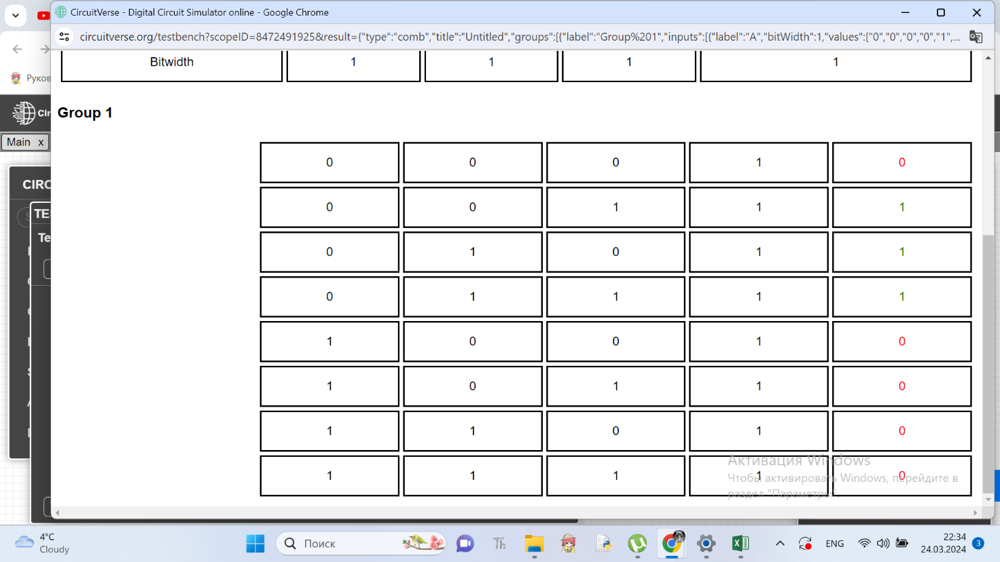 CircuitVerse - Digital Circuit Simulator online - Google Chrome
circuitverse.org/testbench?scopeID=8472491925&result={"type":"comb","title":"Untitled","groups":[{"label":"Group%201","inputs":[{"label":"A","bitWidth":1,"values":["0","0","0","0","1",...
Руков
Cir
Main x
CIRC
TES
Te
Bitwidth 1 1 1 1
Group 1
0 0 0 1 0
0 0 1 1 1
0 1 0 1 1
0 1 1 1 1
1 0 0 1 0
1 0 1 1 0
1 1 0 1 0
1 1 1 1 0
Активация Windows
Чтобы активировать Windows, перейдите в
раздел "Параметры".
4°C
Cloudy
Поиск
ENG
22:34
24.03.2024
3